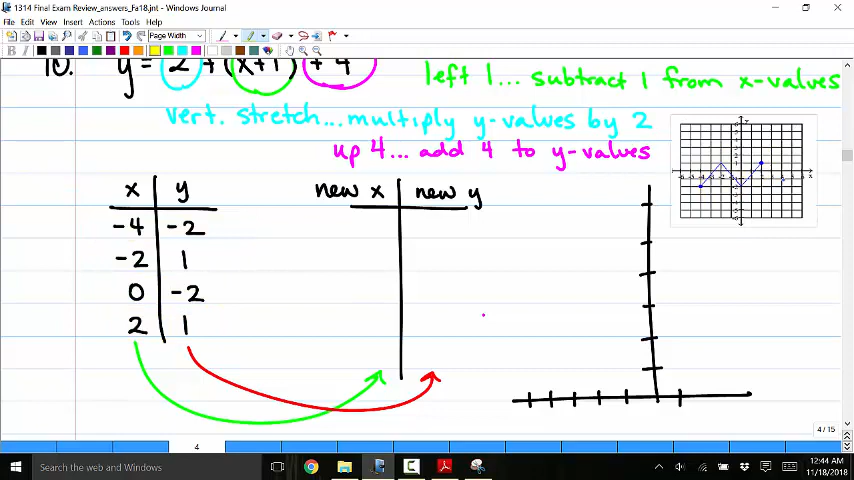 1314 Final Exam Review_answers_Fa18.jnt - Windows Journal
File Edit View Insert Actions Tools Help
Page Width
B I
10. y = 2 f(x+1) + 4
left 1... subtract 1 from x-values
vert. stretch...multiply y-values by 2
up 4... add 4 to y-values
x y new x new y
-4 -2
-2 1
0 -2
2 1
4 / 15
4
Search the web and Windows
12:44 AM
11/18/2018